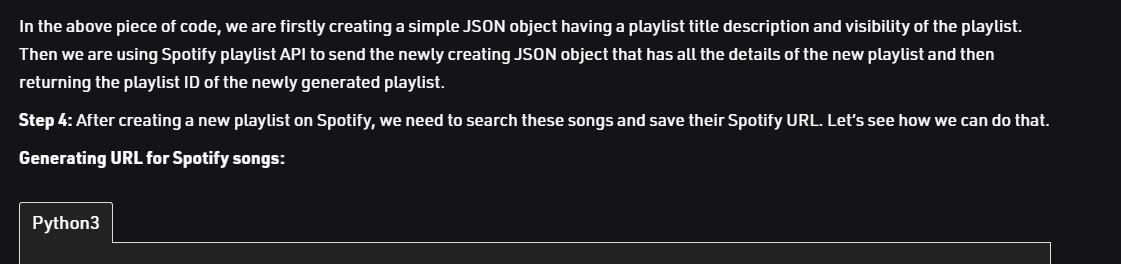 In the above piece of code, we are firstly creating a simple JSON object having a playlist title description and visibility of the playlist.
Then we are using Spotify playlist API to send the newly creating JSON object that has all the details of the new playlist and then
returning the playlist ID of the newly generated playlist.
Step 4: After creating a new playlist on Spotify, we need to search these songs and save their Spotify URL. Let's see how we can do that.
Generating URL for Spotify songs:
Python3